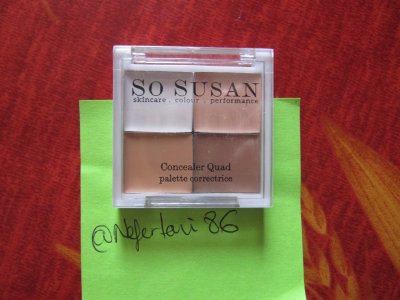 SO SUSAN
skincare . colour . performance
Concealer Quad
palette correctrice
@Nefertari86